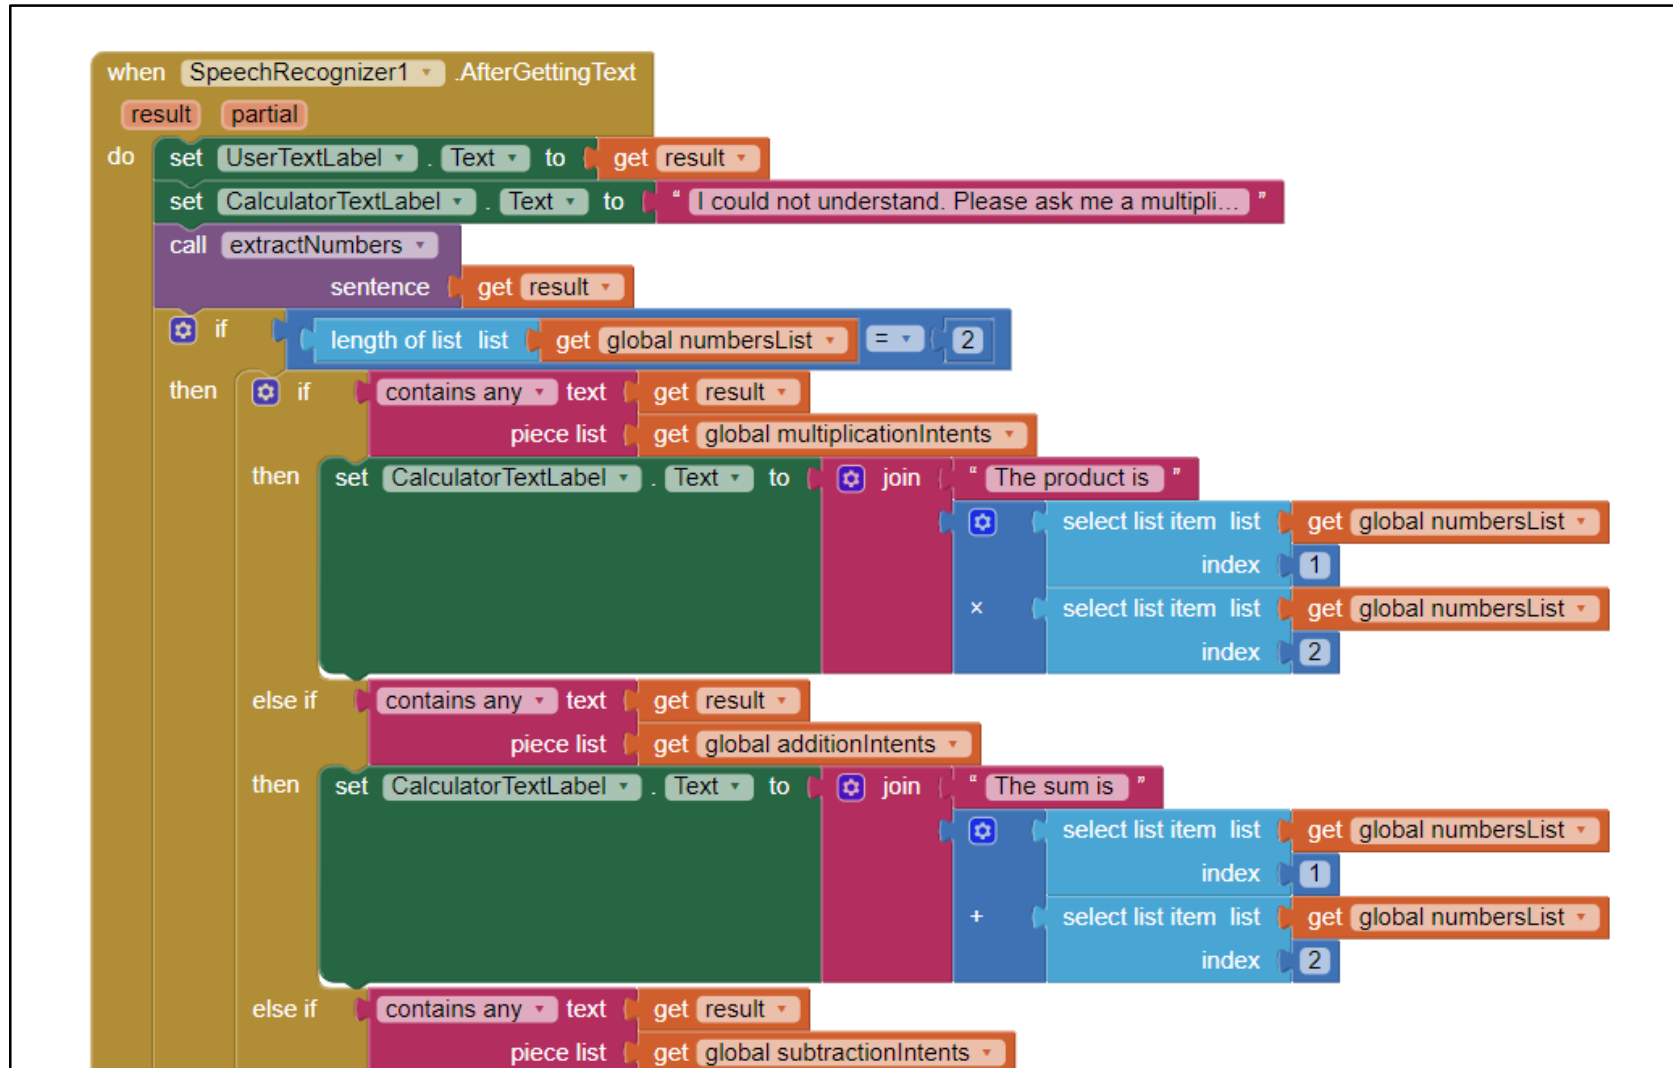 when SpeechRecognizer1 .AfterGettingText
result partial
do set UserTextLabel . Text to get result
set CalculatorTextLabel . Text to " I could not understand. Please ask me a multipli... "
call extractNumbers
sentence get result
if length of list list get global numbersList = 2
then if contains any text get result
piece list get global multiplicationIntents
then set CalculatorTextLabel . Text to join " The product is "
select list item list get global numbersList
index 1
× select list item list get global numbersList
index 2
else if contains any text get result
piece list get global additionIntents
then set CalculatorTextLabel . Text to join " The sum is "
select list item list get global numbersList
index 1
+ select list item list get global numbersList
index 2
else if contains any text get result
piece list get global subtractionIntents